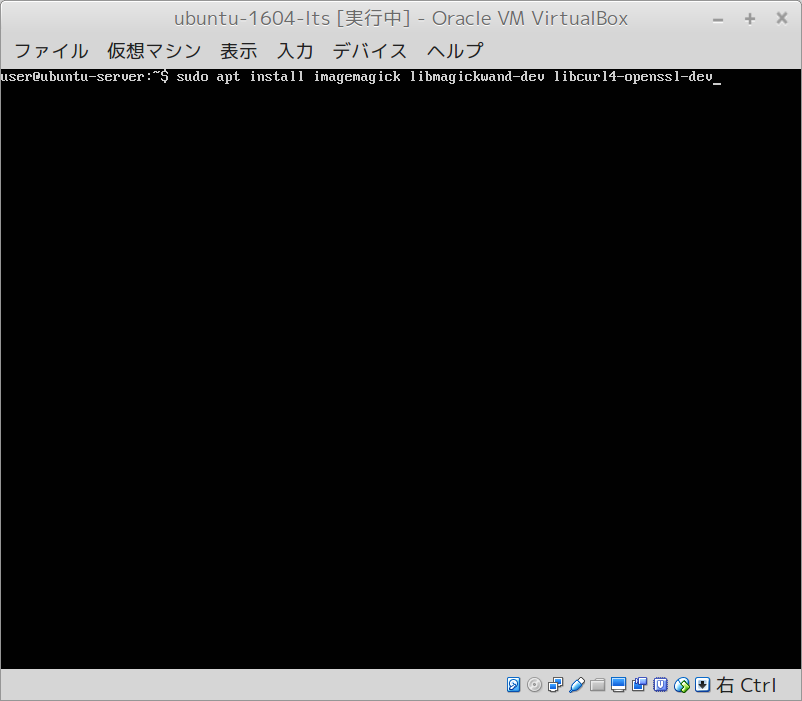 ubuntu-1604-lts [実行中] - Oracle VM VirtualBox
ファイル 仮想マシン 表示 入力 デバイス ヘルプ
user@ubuntu-server:~$ sudo apt install imagemagick libmagickwand-dev libcurl4-openssl-dev_
右 Ctrl